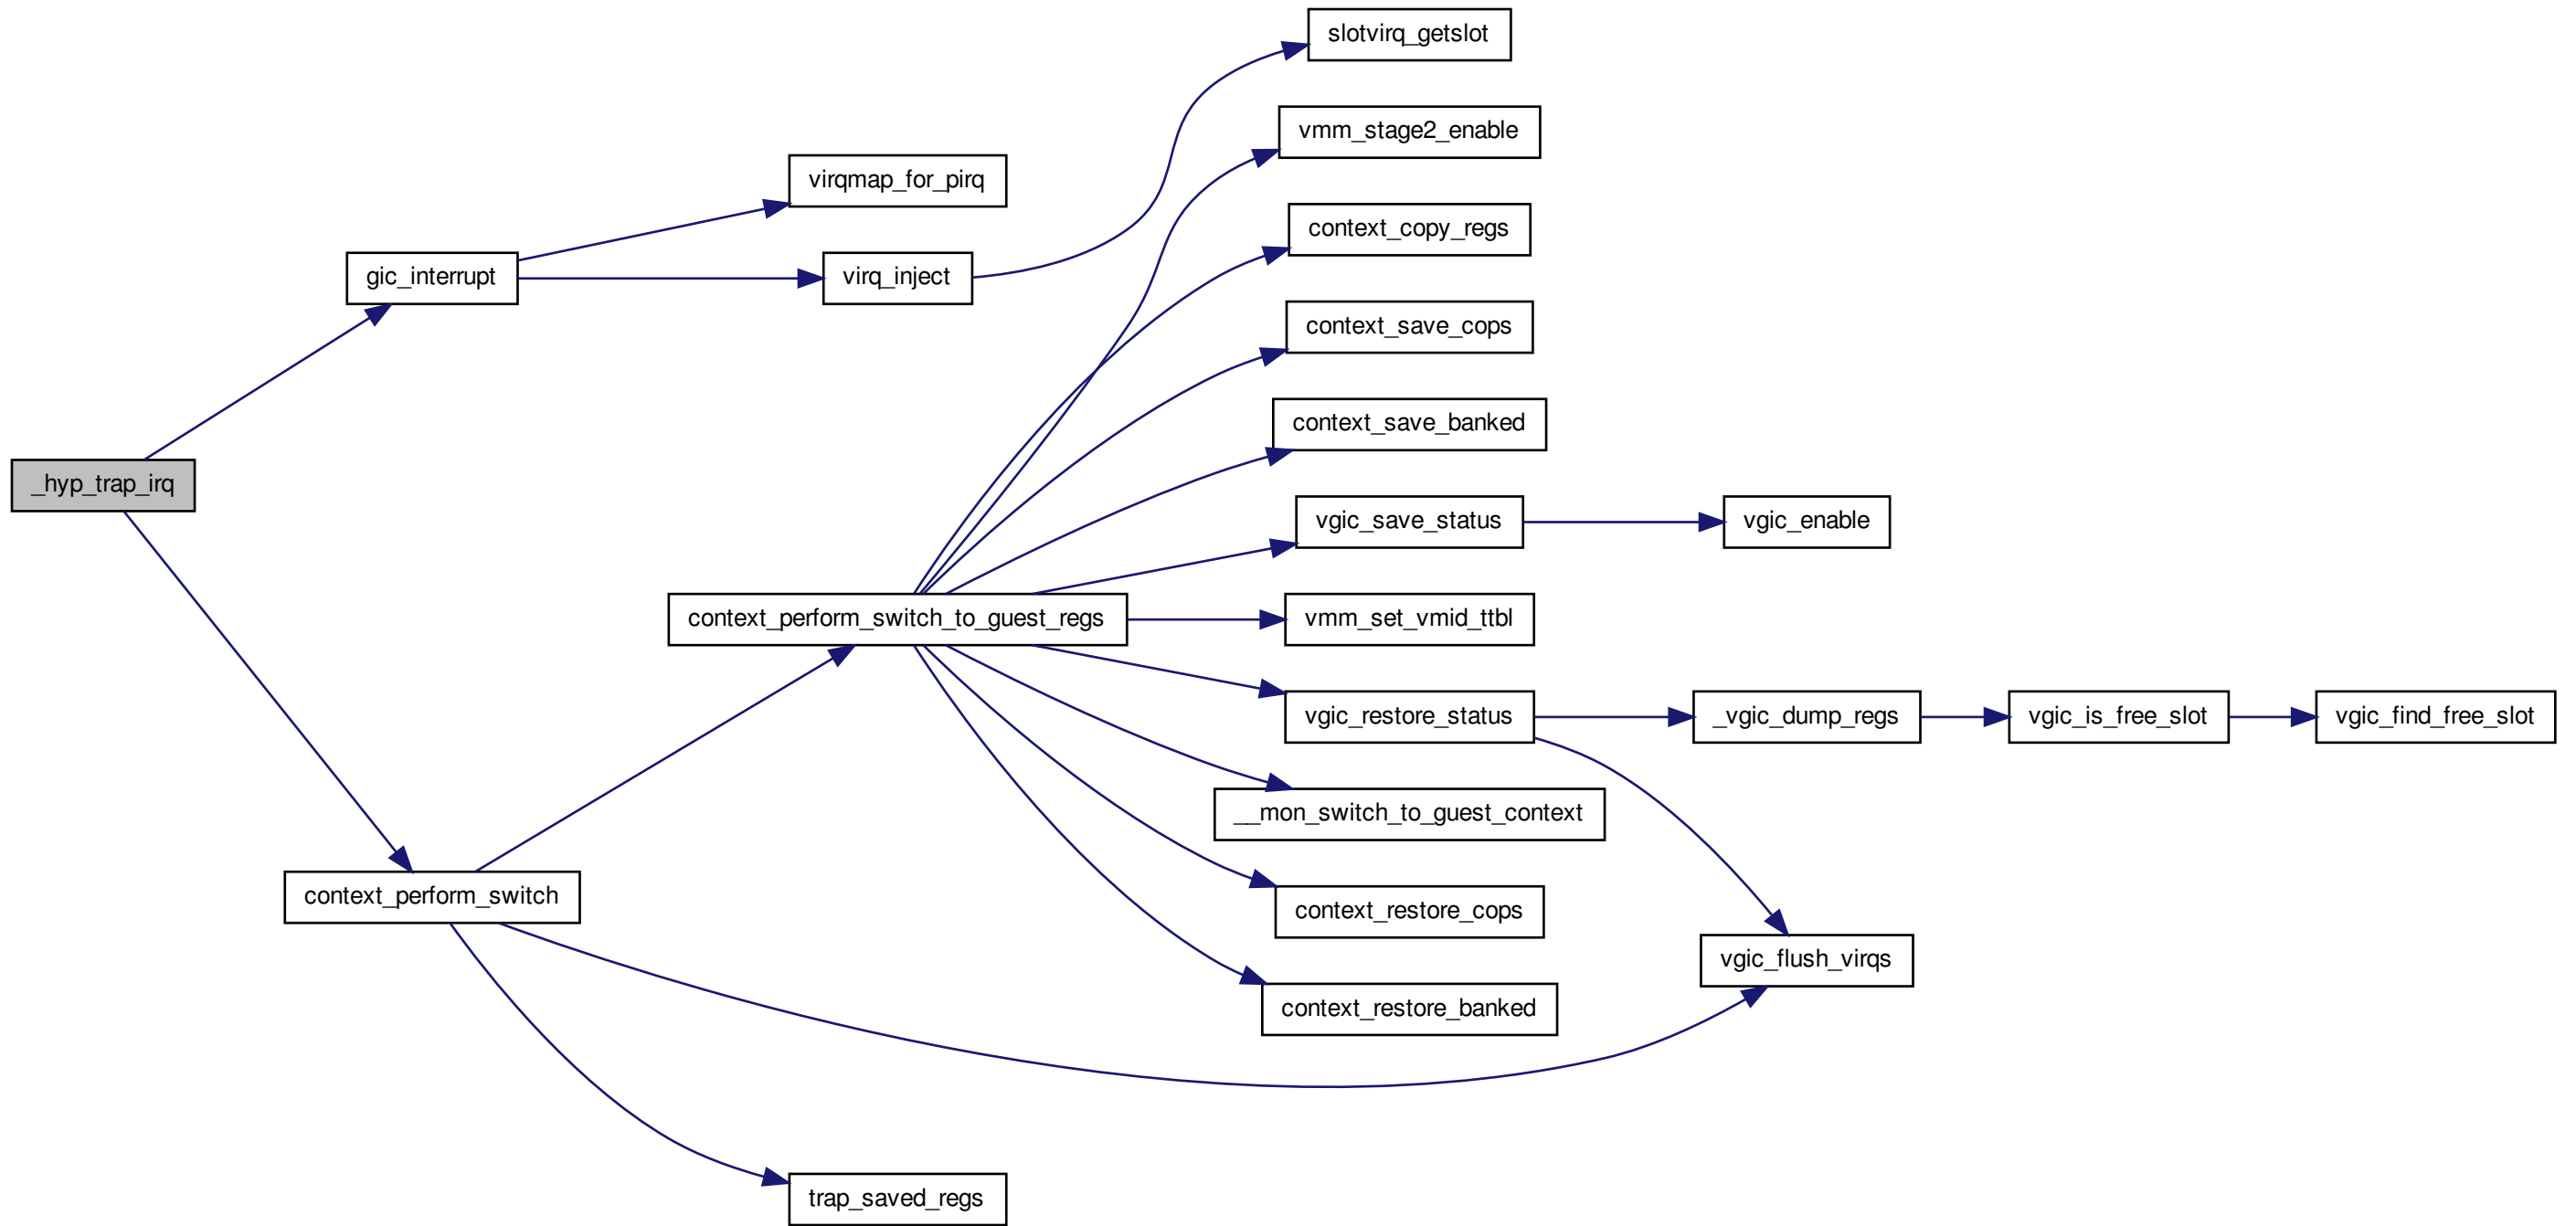 slotvirq_getslot
vmm_stage2_enable
virqmap_for_pirq
context_copy_regs
gic_interrupt
virq_inject
context_save_cops
context_save_banked
_hyp_trap_irq
vgic_save_status
vgic_enable
context_perform_switch_to_guest_regs
vmm_set_vmid_ttbl
vgic_restore_status
_vgic_dump_regs
vgic_is_free_slot
vgic_find_free_slot
__mon_switch_to_guest_context
context_perform_switch
context_restore_cops
vgic_flush_virqs
context_restore_banked
trap_saved_regs